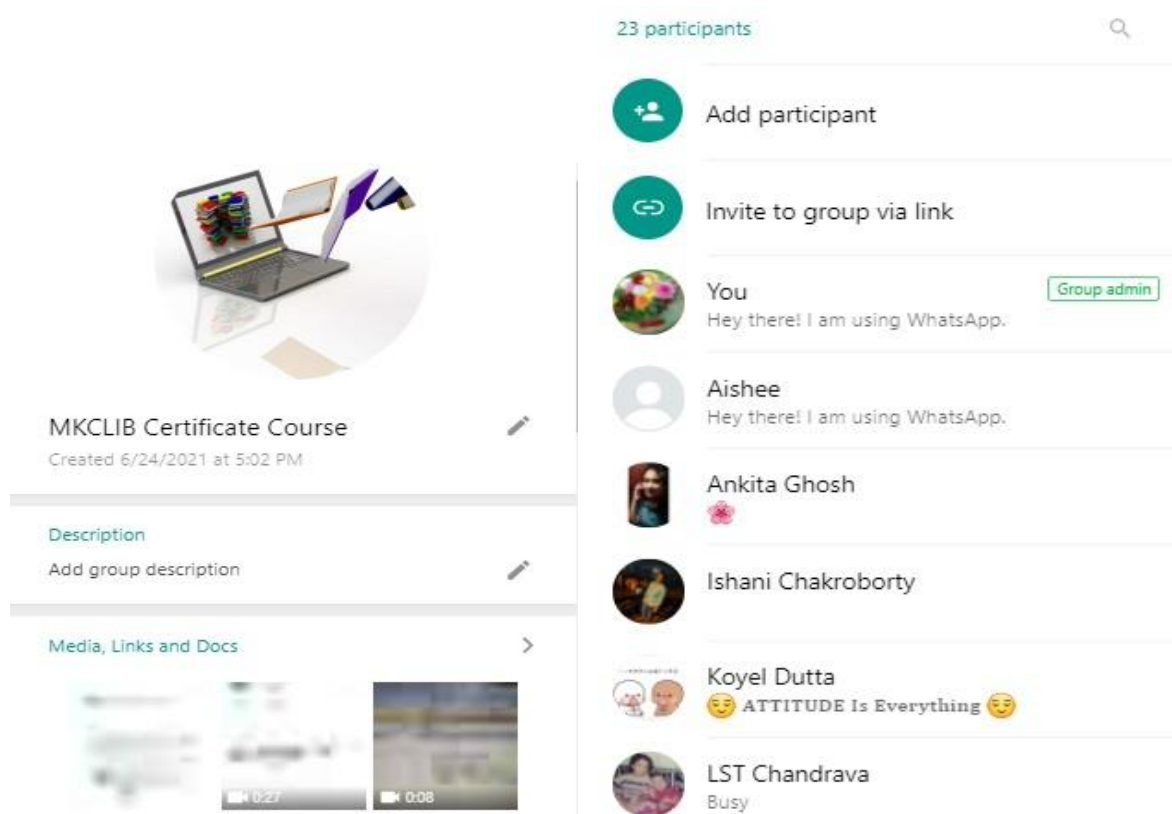 MKCLIB Certificate Course
Created 6/24/2021 at 5:02 PM
Description
Add group description
Media, Links and Docs
0:27
0:08
23 participants
Add participant
Invite to group via link
You
Group admin
Hey there! I am using WhatsApp.
Aishee
Hey there! I am using WhatsApp.
Ankita Ghosh
🌸
Ishani Chakroborty
Koyel Dutta
😌 ATTITUDE Is Everything 😌
LST Chandrava
Busy